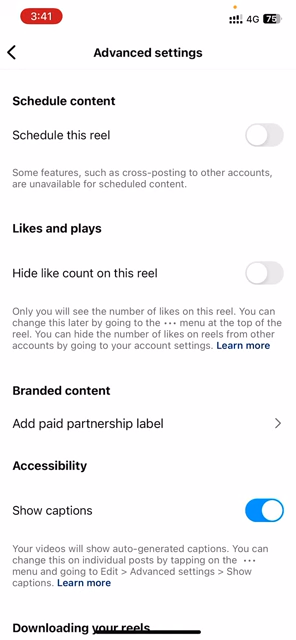 3:41
4G 75
Advanced settings
Schedule content
Schedule this reel
Some features, such as cross-posting to other accounts,
are unavailable for scheduled content.
Likes and plays
Hide like count on this reel
Only you will see the number of likes on this reel. You can
change this later by going to the ··· menu at the top of the
reel. You can hide the number of likes on reels from other
accounts by going to your account settings. Learn more
Branded content
Add paid partnership label
Accessibility
Show captions
Your videos will show auto-generated captions. You can
change this on individual posts by tapping on the ···
menu and going to Edit > Advanced settings > Show
captions. Learn more
Downloading your reels